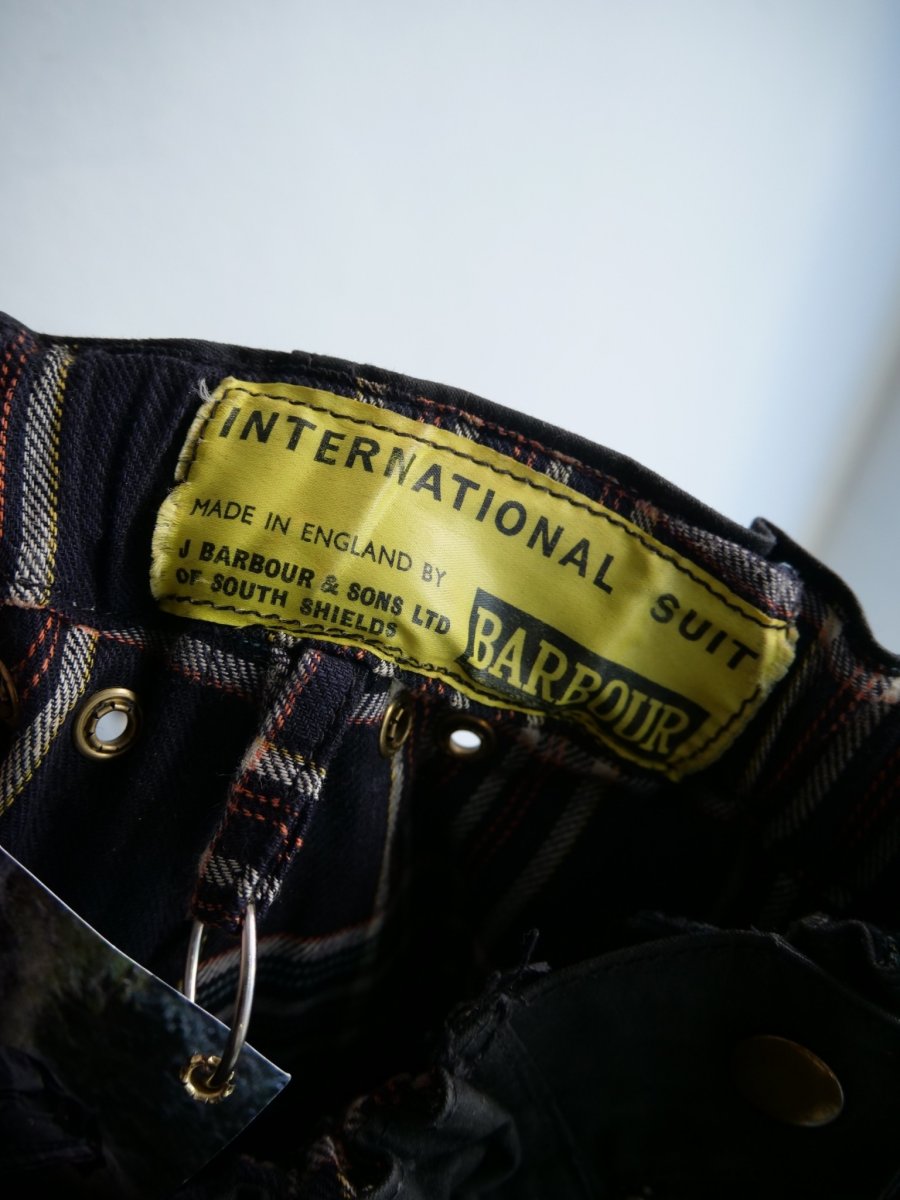 INTERNATIONAL SUIT
MADE IN ENGLAND BY
J BARBOUR & SONS LTD
OF SOUTH SHIELDS
BARBOUR